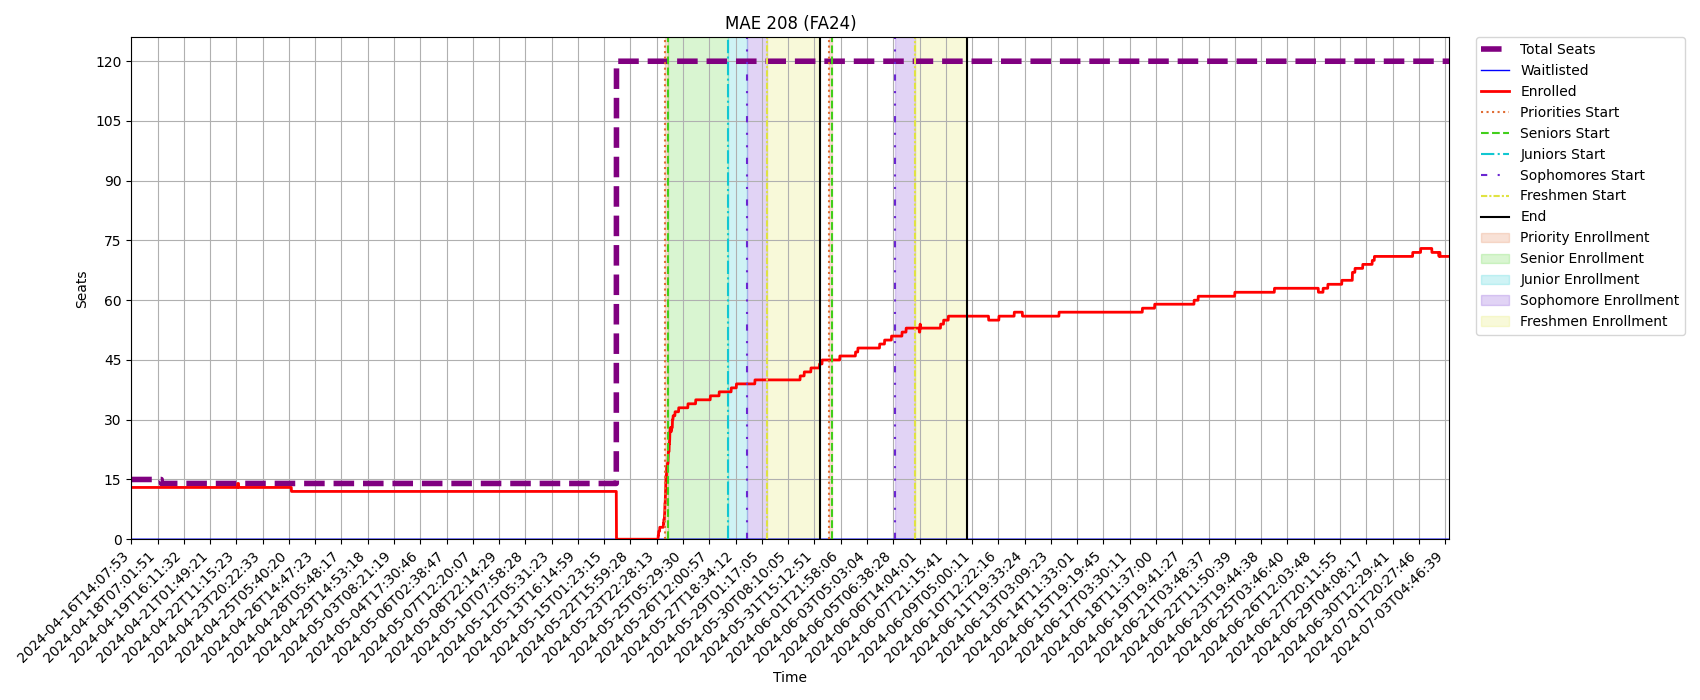 MAE 208 (FA24)
Seats
120
105
90
75
60
45
30
15
0
2024-04-16T14:07:53
2024-04-18T07:01:51
2024-04-19T16:11:32
2024-04-21T01:49:21
2024-04-22T11:15:23
2024-04-23T20:22:33
2024-04-25T05:40:20
2024-04-26T14:47:23
2024-04-28T05:48:17
2024-04-29T14:53:18
2024-05-03T08:21:19
2024-05-04T17:30:46
2024-05-06T02:38:47
2024-05-07T12:20:07
2024-05-08T22:14:29
2024-05-10T07:58:28
2024-05-12T05:31:23
2024-05-13T16:14:59
2024-05-15T01:23:15
2024-05-22T15:59:28
2024-05-23T22:28:13
2024-05-25T05:29:30
2024-05-26T12:00:57
2024-05-27T18:34:12
2024-05-29T01:17:05
2024-05-30T08:10:05
2024-05-31T15:12:51
2024-06-01T21:58:06
2024-06-03T05:03:04
2024-06-05T06:38:28
2024-06-06T14:04:01
2024-06-07T21:15:41
2024-06-09T05:00:11
2024-06-10T12:22:16
2024-06-11T19:33:24
2024-06-13T03:09:23
2024-06-14T11:33:01
2024-06-15T19:19:45
2024-06-17T03:30:11
2024-06-18T11:37:00
2024-06-19T19:41:27
2024-06-21T03:48:37
2024-06-22T11:50:39
2024-06-23T19:44:38
2024-06-25T03:46:40
2024-06-26T12:03:48
2024-06-27T20:11:55
2024-06-29T04:08:17
2024-06-30T12:29:41
2024-07-01T20:27:46
2024-07-03T04:46:39
Time
Total Seats
Waitlisted
Enrolled
Priorities Start
Seniors Start
Juniors Start
Sophomores Start
Freshmen Start
End
Priority Enrollment
Senior Enrollment
Junior Enrollment
Sophomore Enrollment
Freshmen Enrollment